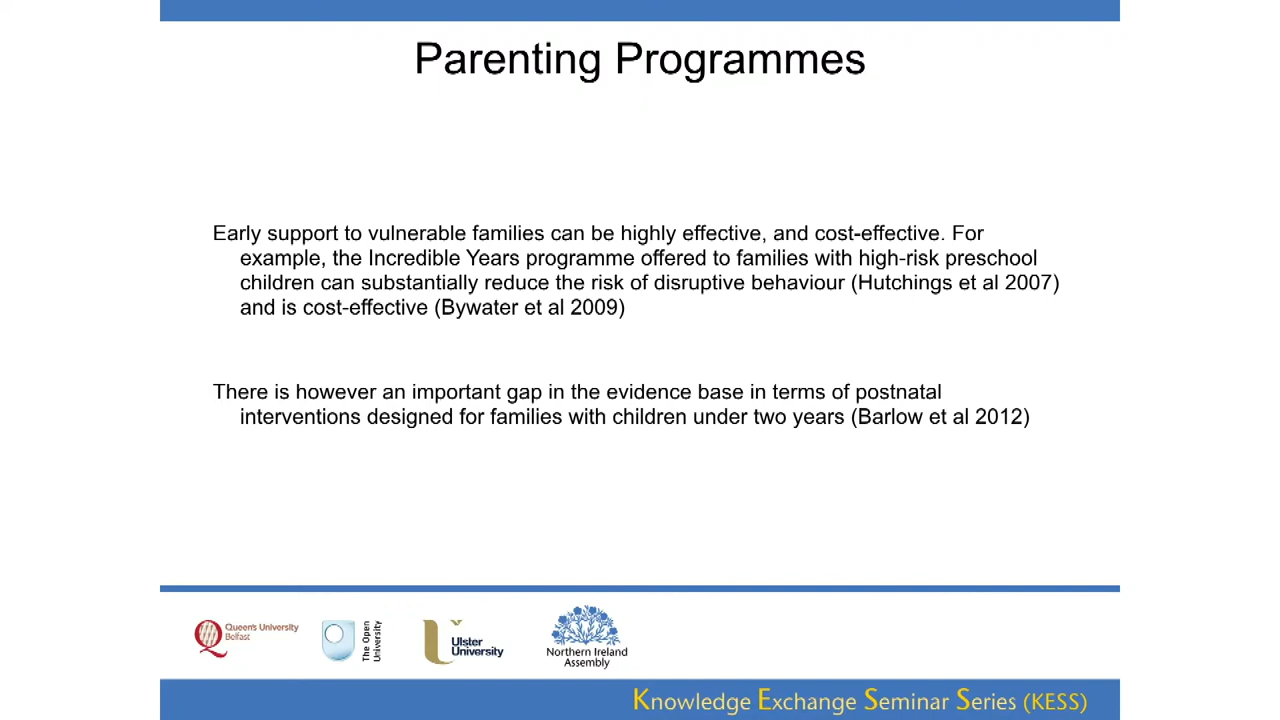 Parenting Programmes
Early support to vulnerable families can be highly effective, and cost-effective. For
example, the Incredible Years programme offered to families with high-risk preschool
children can substantially reduce the risk of disruptive behaviour (Hutchings et al 2007)
and is cost-effective (Bywater et al 2009)
There is however an important gap in the evidence base in terms of postnatal
interventions designed for families with children under two years (Barlow et al 2012)
Queen's University
Belfast
The Open
University
Ulster
University
Northern Ireland
Assembly
Knowledge Exchange Seminar Series (KESS)